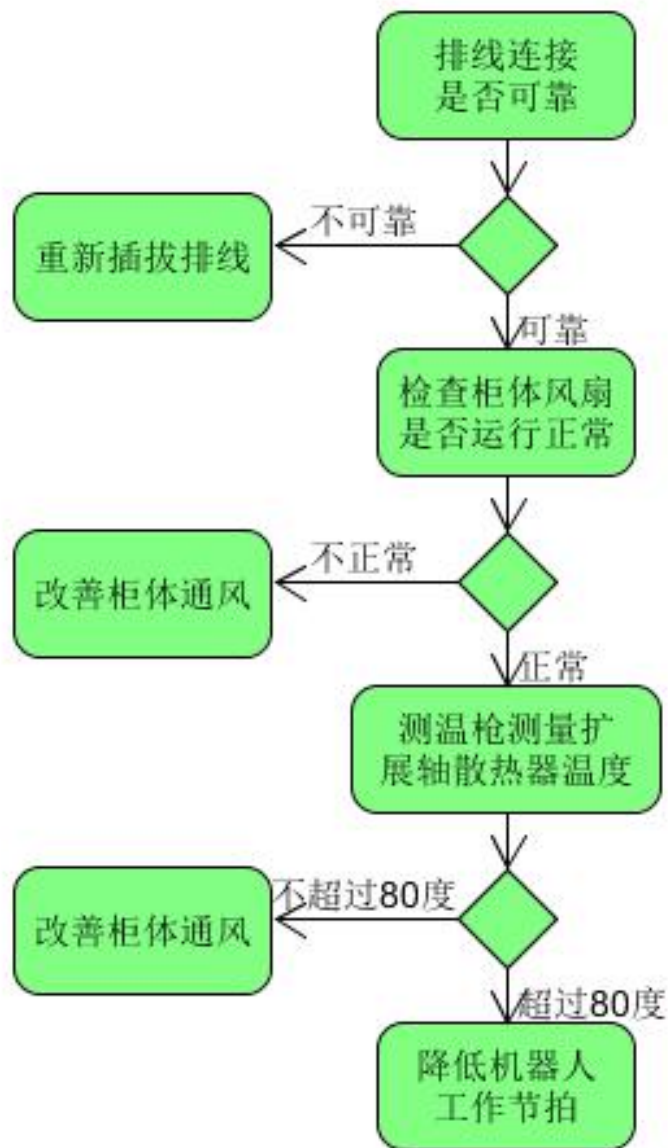 排线连接
是否可靠
不可靠
重新插拔排线
可靠
检查柜体风扇
是否运行正常
不正常
改善柜体通风
正常
测温枪测量扩
展轴散热器温度
不超过80度
改善柜体通风
超过80度
降低机器人
工作节拍